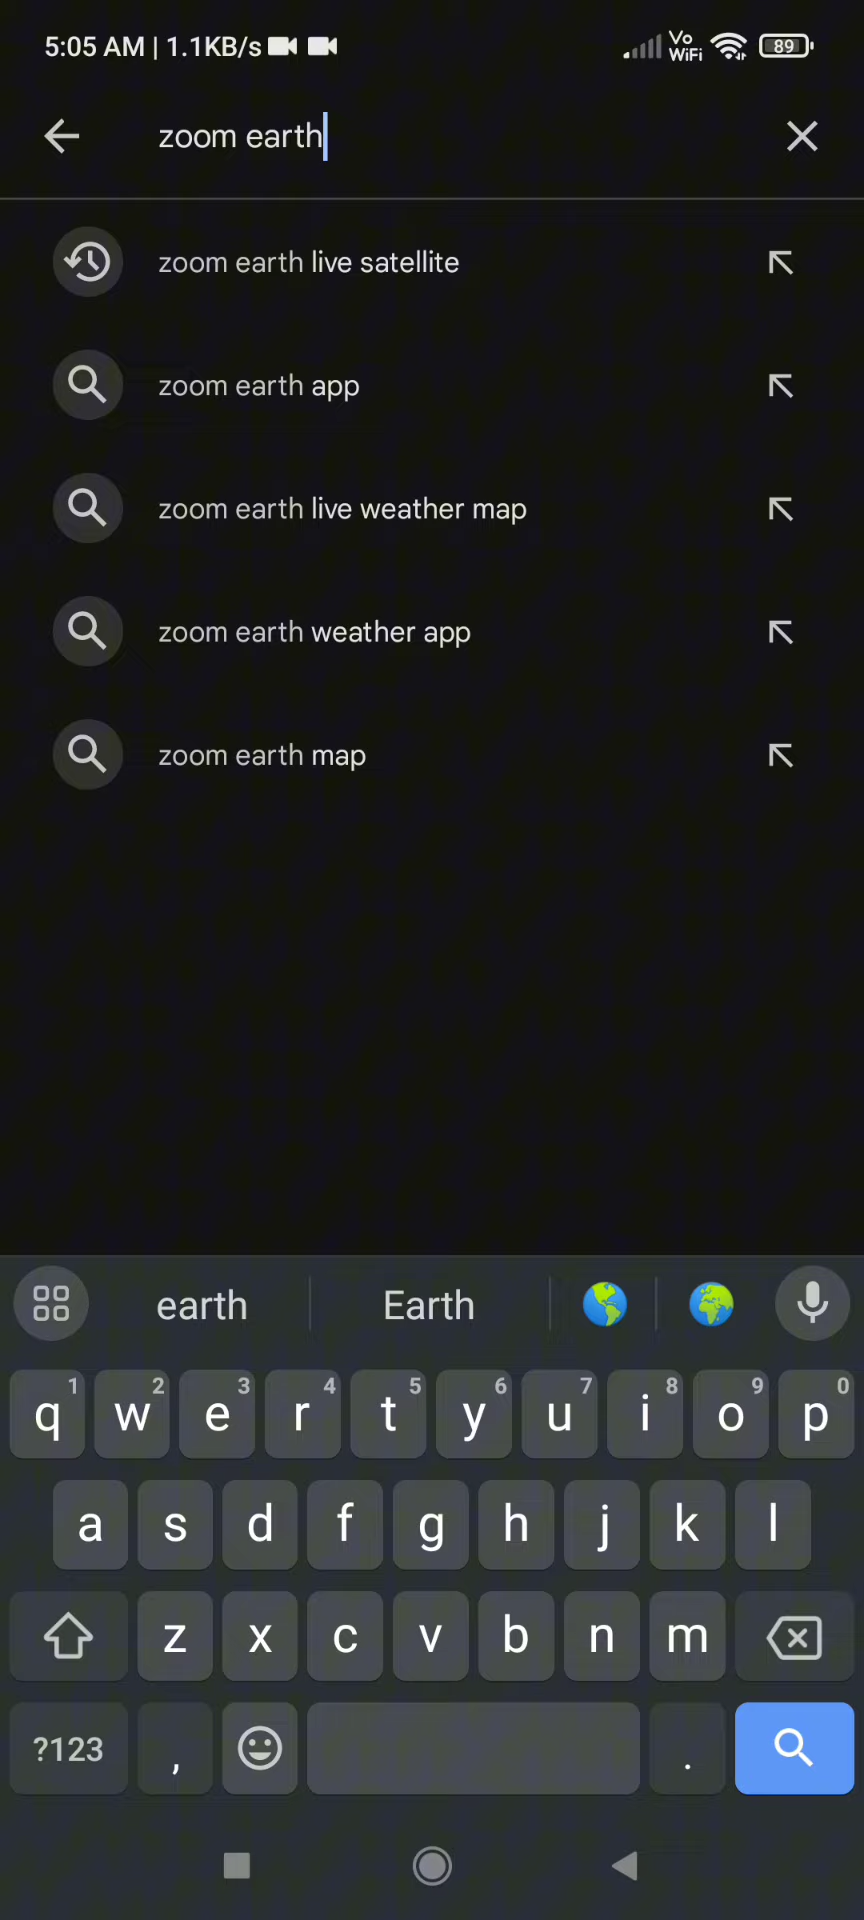 5:05 AM | 1.1KB/s Vo WiFi 89
zoom earth
zoom earth live satellite
zoom earth app
zoom earth live weather map
zoom earth weather app
zoom earth map
earth Earth
1 2 3 4 5 6 7 8 9 0
q w e r t y u i o p
a s d f g h j k l
z x c v b n m
?123 , .